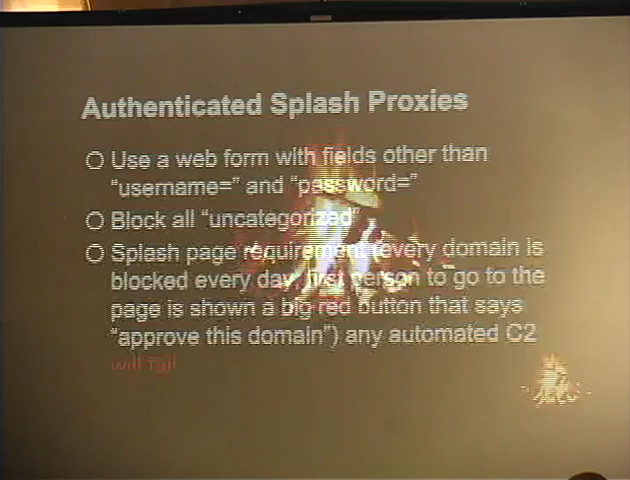 Authenticated Splash Proxies
Use a web form with fields other than
"username=" and "password="
Block all "uncategorized"
Splash page requirement (every domain is
blocked every day, first person to go to the
page is shown a big red button that says
"approve this domain") any automated C2
will fail